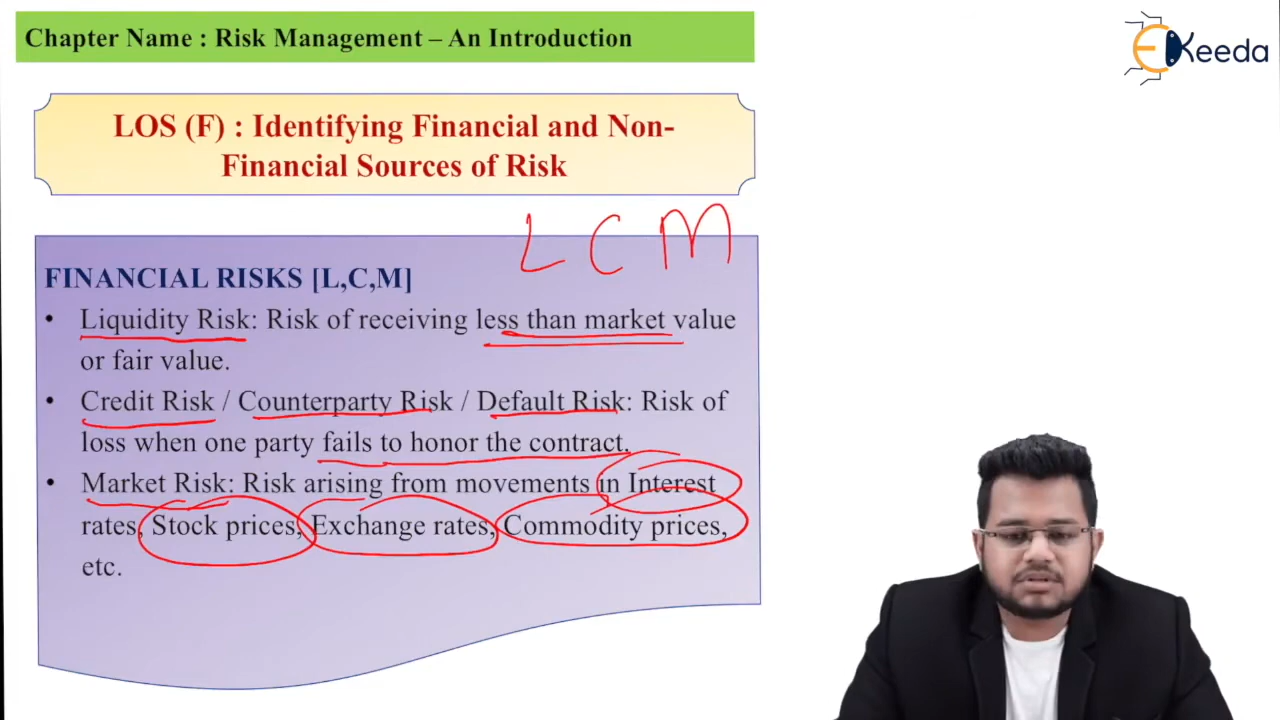 Chapter Name : Risk Management – An Introduction
EKeeda
LOS (F) : Identifying Financial and Non-
Financial Sources of Risk
L C M
FINANCIAL RISKS [L,C,M]
• Liquidity Risk: Risk of receiving less than market value
or fair value.
• Credit Risk / Counterparty Risk / Default Risk: Risk of
loss when one party fails to honor the contract.
• Market Risk: Risk arising from movements in Interest
rates, Stock prices, Exchange rates, Commodity prices,
etc.